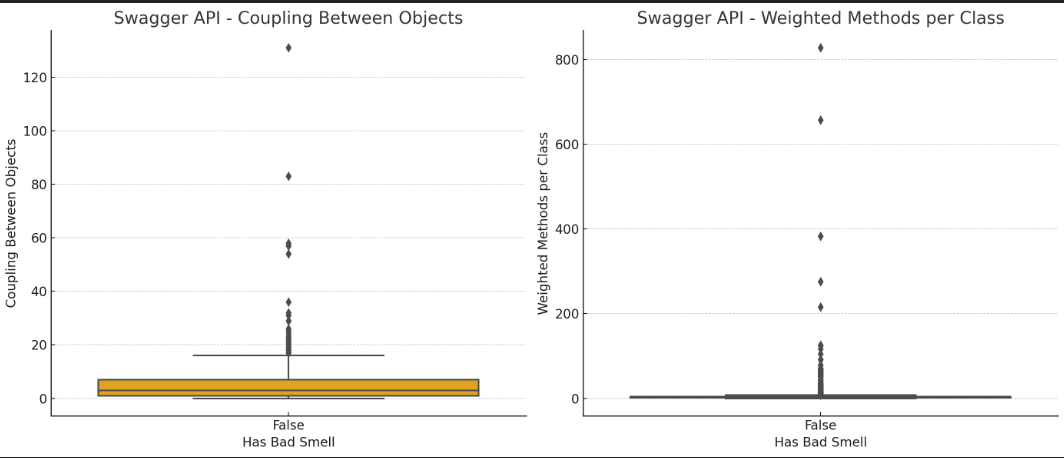 Swagger API - Coupling Between Objects
Coupling Between Objects
120
100
80
60
40
20
0
False
Has Bad Smell
Swagger API - Weighted Methods per Class
Weighted Methods per Class
800
600
400
200
0
False
Has Bad Smell